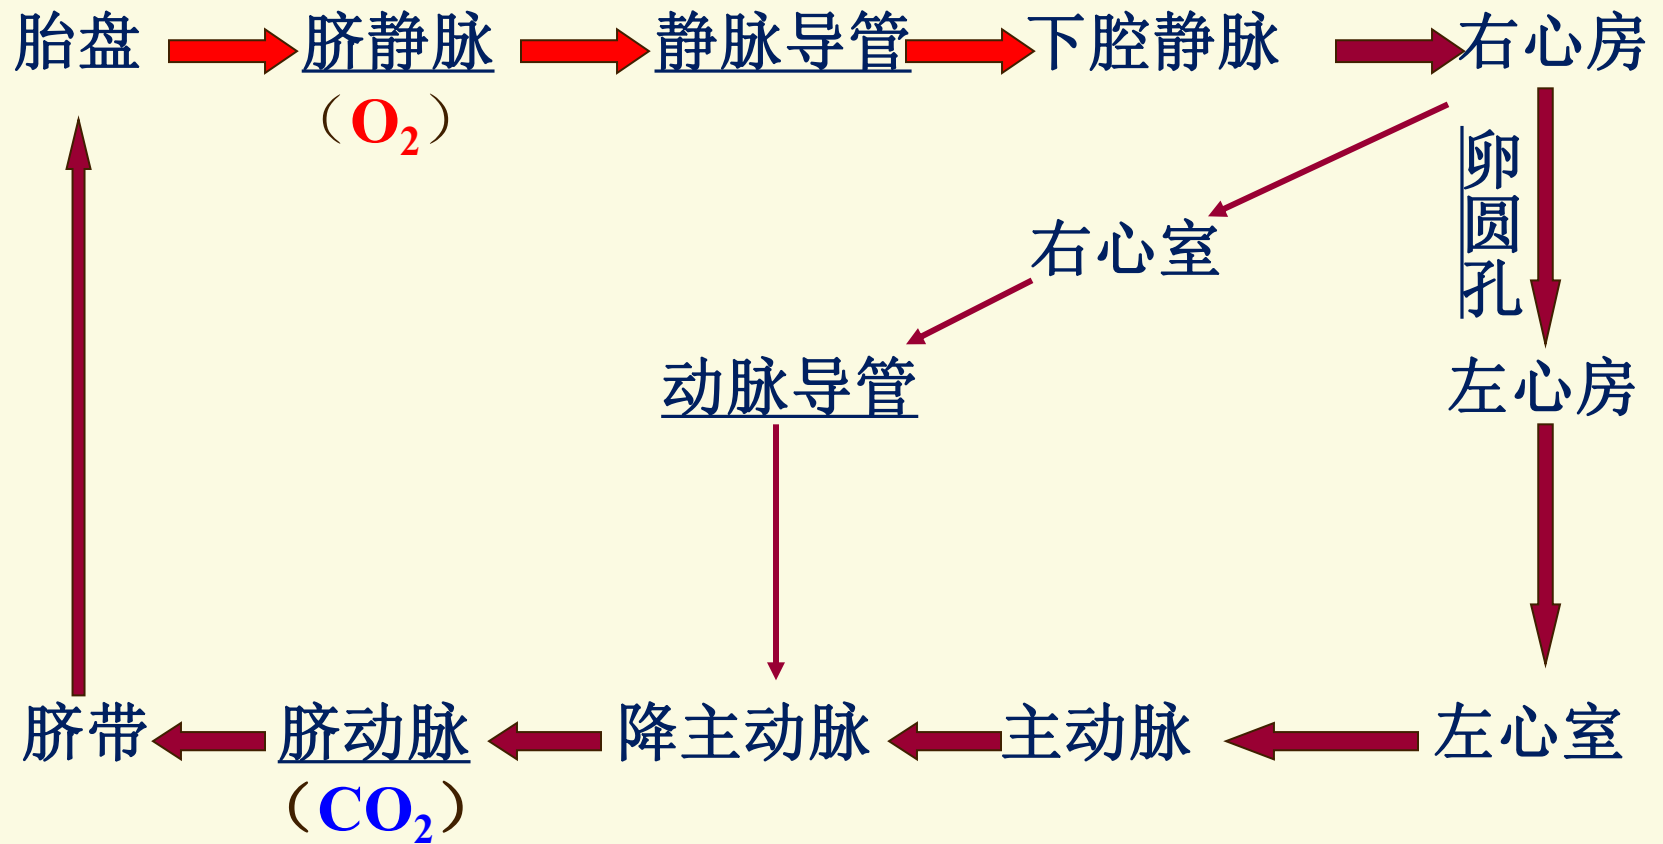 胎盘 脐静脉 静脉导管 下腔静脉 右心房
（O₂）
卵圆孔
右心室
动脉导管 左心房
脐带 脐动脉 降主动脉 主动脉 左心室
（CO₂）